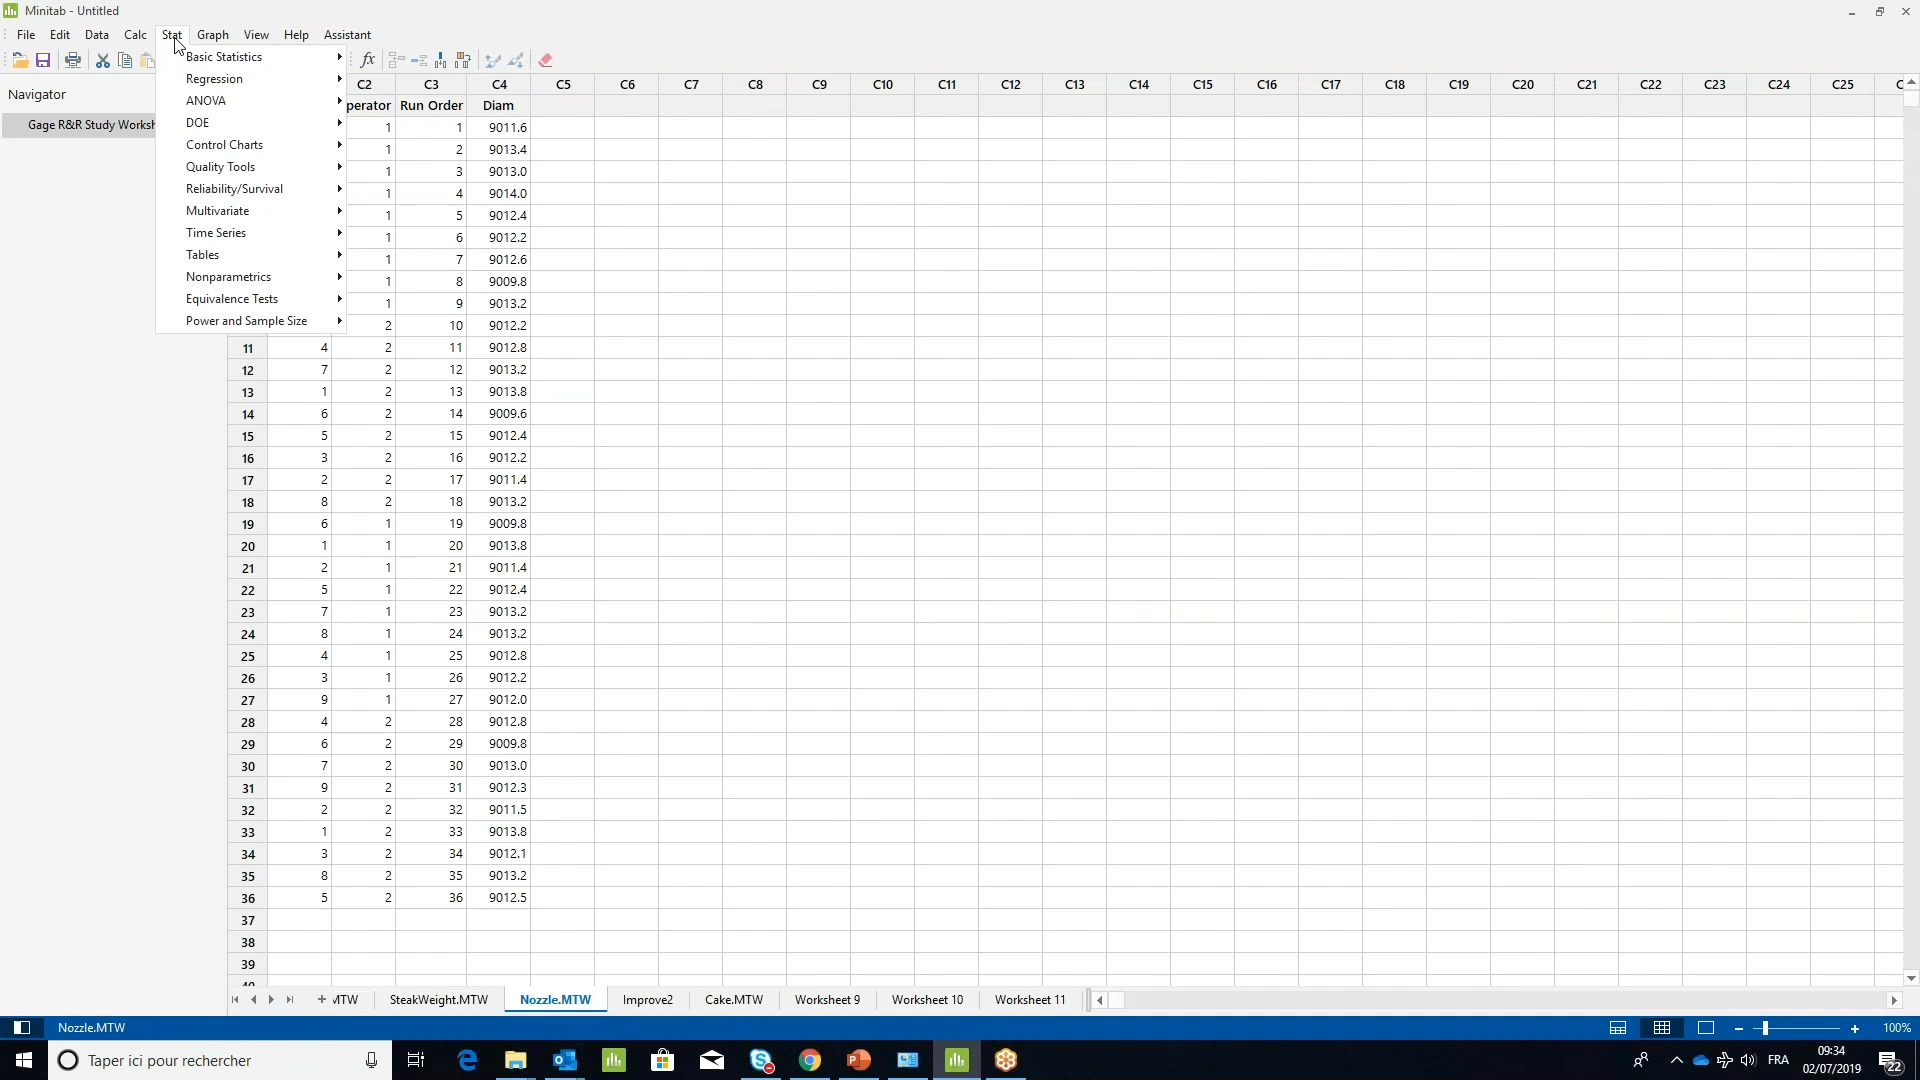 Minitab - Untitled
File Edit Data Calc Stat Graph View Help Assistant
Navigator
Gage R&R Study Worksh
Basic Statistics
Regression
ANOVA
DOE
Control Charts
Quality Tools
Reliability/Survival
Multivariate
Time Series
Tables
Nonparametrics
Equivalence Tests
Power and Sample Size
C2 C3 C4 C5 C6 C7 C8 C9 C10 C11 C12 C13 C14 C15 C16 C17 C18 C19 C20 C21 C22 C23 C24 C25 C
perator Run Order Diam
1 1 9011.6
1 2 9013.4
1 3 9013.0
1 4 9014.0
1 5 9012.4
1 6 9012.2
1 7 9012.6
1 8 9009.8
1 9 9013.2
2 10 9012.2
11 4 2 11 9012.8
12 7 2 12 9013.2
13 1 2 13 9013.8
14 6 2 14 9009.6
15 5 2 15 9012.4
16 3 2 16 9012.2
17 2 2 17 9011.4
18 8 2 18 9013.2
19 6 1 19 9009.8
20 1 1 20 9013.8
21 2 1 21 9011.4
22 5 1 22 9012.4
23 7 1 23 9013.2
24 8 1 24 9013.2
25 4 1 25 9012.8
26 3 1 26 9012.2
27 9 1 27 9012.0
28 4 2 28 9012.8
29 6 2 29 9009.8
30 7 2 30 9013.0
31 9 2 31 9012.3
32 2 2 32 9011.5
33 1 2 33 9013.8
34 3 2 34 9012.1
35 8 2 35 9013.2
36 5 2 36 9012.5
37
38
39
40
MTW SteakWeight.MTW Nozzle.MTW Improve2 Cake.MTW Worksheet 9 Worksheet 10 Worksheet 11
Nozzle.MTW
100%
Taper ici pour rechercher
FRA
09:34
02/07/2019
22